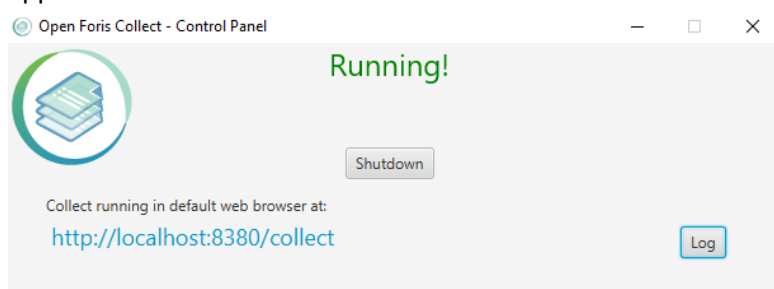 Open Foris Collect - Control Panel
Running!
Shutdown
Collect running in default web browser at:
http://localhost:8380/collect
Log